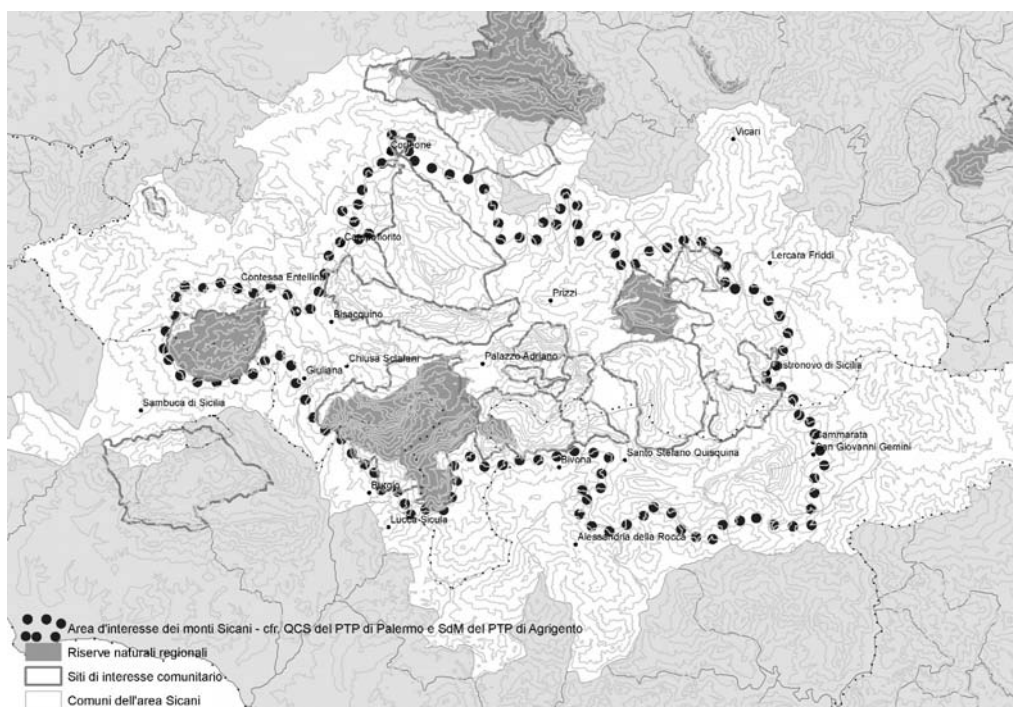 Vicari
Corleone
Campofiorito
Lercara Friddi
Contessa Entellina
Prizzi
Bisacquino
Chiusa Sclafani
Palazzo Adriano
Castronovo di Sicilia
Giuliana
Sambuca di Sicilia
Cammarata
San Giovanni Gemini
Santo Stefano Quisquina
Bivona
Burgio
Lucca Sicula
Alessandria della Rocca
Area d'interesse dei monti Sicani - cfr. QCS del PTP di Palermo e SdM del PTP di Agrigento
Riserve naturali regionali
Siti di interesse comunitario
Comuni dell'area Sicani